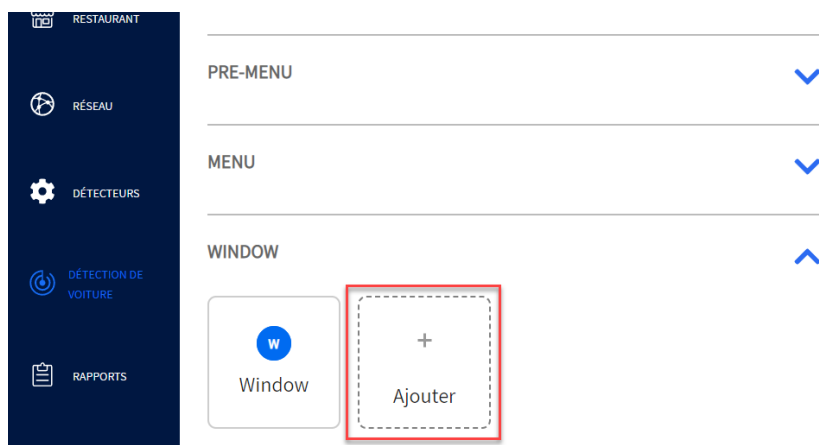 RESTAURANT
RÉSEAU
DÉTECTEURS
DÉTECTION DE
VOITURE
RAPPORTS
PRE-MENU
MENU
WINDOW
W
Window
+
Ajouter